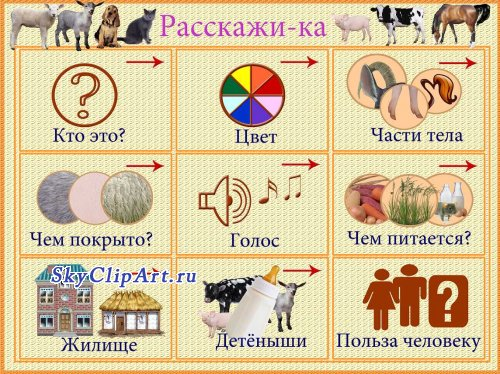 Расскажи-ка
Кто это?
Цвет
Части тела
Чем покрыто?
Голос
Чем питается?
SkyClipArt.ru
Жилище
Детёныши
Польза человеку